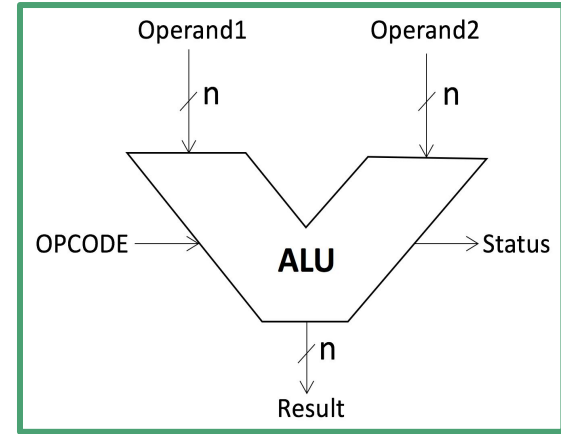 Operand1
Operand2
n
n
OPCODE
Status
ALU
n
Result